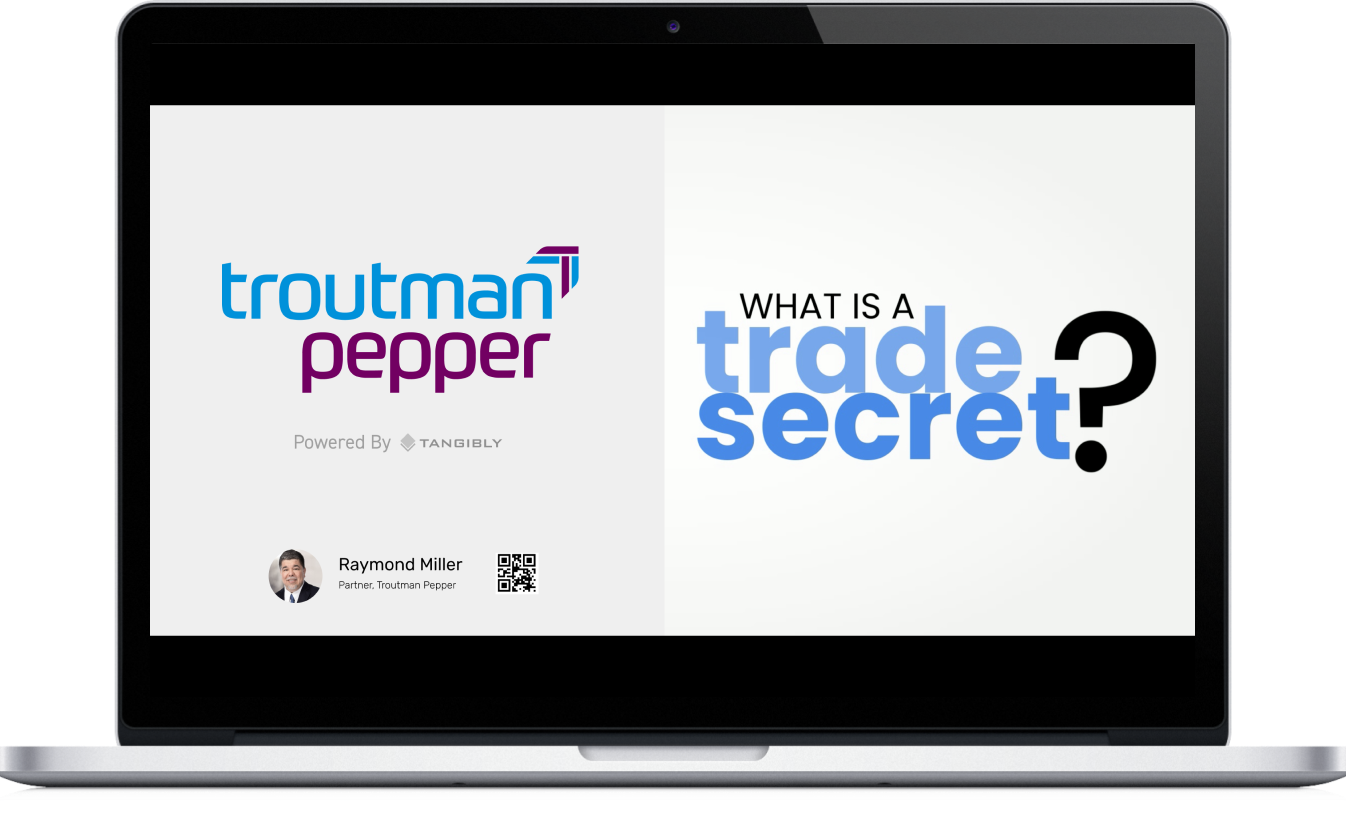 troutman
pepper
Powered By TANGIBLY
Raymond Miller
Partner, Troutman Pepper
WHAT IS A
trade
secret?